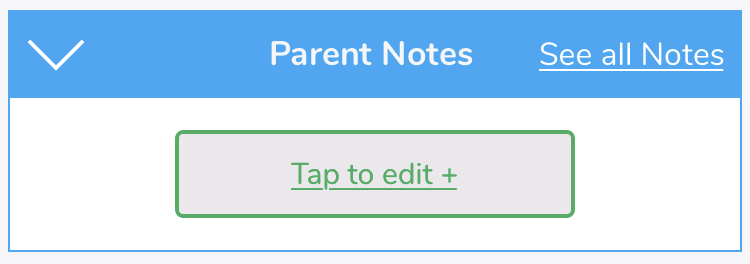 Parent Notes
See all Notes
Tap to edit +